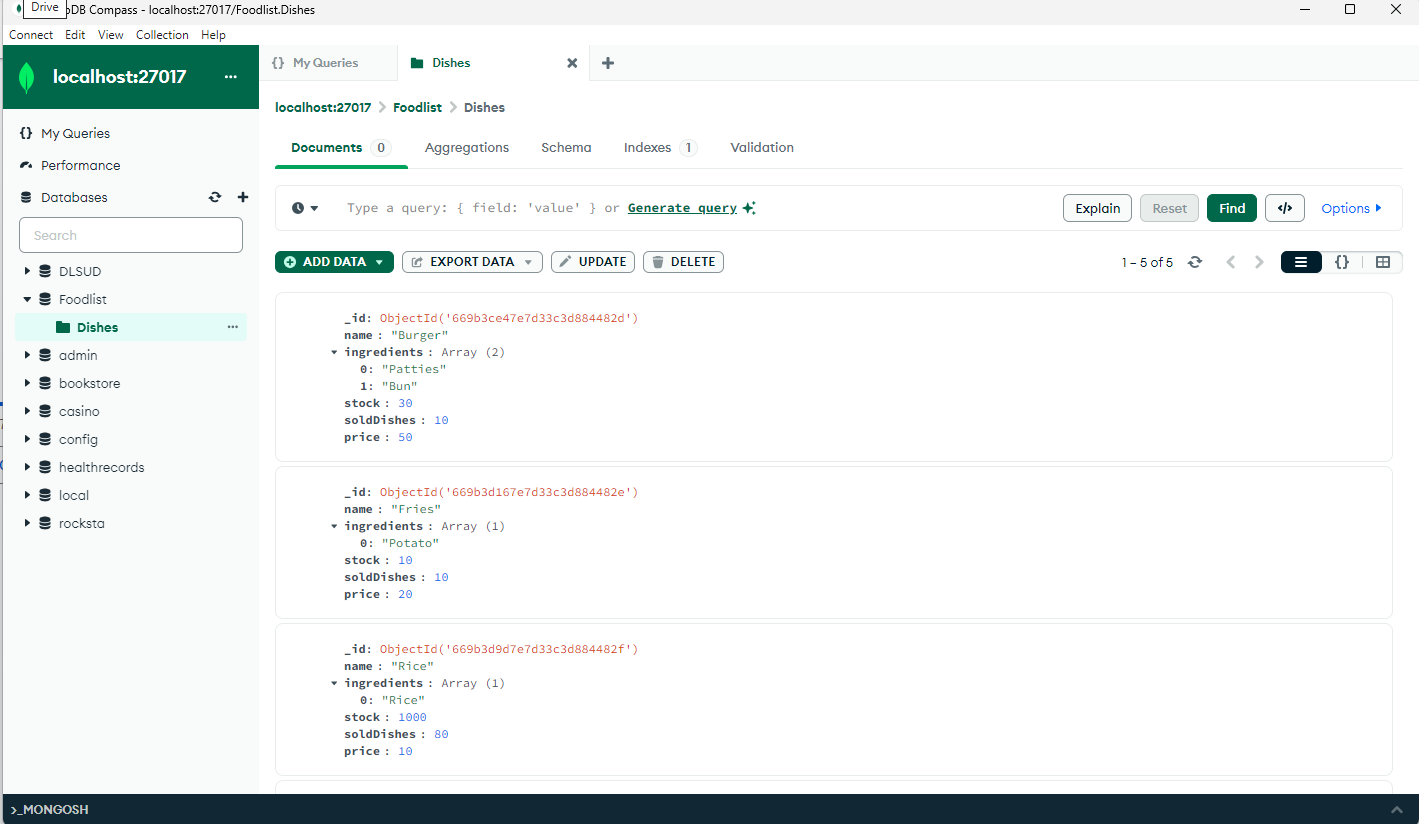 Drive
oDB Compass - localhost:27017/Foodlist.Dishes
Connect Edit View Collection Help
localhost:27017 ...
{} My Queries
Dishes
localhost:27017 > Foodlist > Dishes
{} My Queries
Performance
Databases
Search
DLSUD
Foodlist
Dishes ...
admin
bookstore
casino
config
healthrecords
local
rocksta
Documents 0 Aggregations Schema Indexes 1 Validation
Type a query: { field: 'value' } or Generate query
Explain Reset Find </> Options
ADD DATA EXPORT DATA UPDATE DELETE
1 – 5 of 5 {}
_id: ObjectId('669b3ce47e7d33c3d884482d')
name : "Burger"
ingredients : Array (2)
0: "Patties"
1: "Bun"
stock : 30
soldDishes : 10
price : 50
_id: ObjectId('669b3d167e7d33c3d884482e')
name : "Fries"
ingredients : Array (1)
0: "Potato"
stock : 10
soldDishes : 10
price : 20
_id: ObjectId('669b3d9d7e7d33c3d884482f')
name : "Rice"
ingredients : Array (1)
0: "Rice"
stock : 1000
soldDishes : 80
price : 10
>_MONGOSH